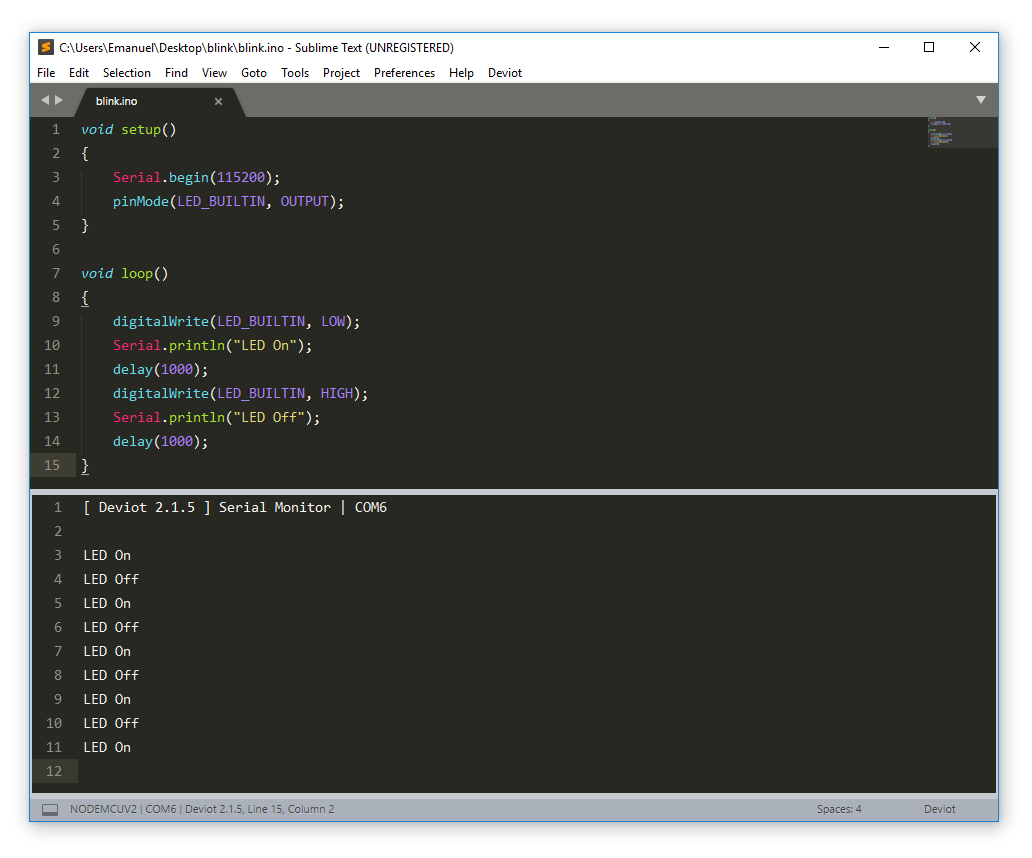 C:\Users\Emanuel\Desktop\blink\blink.ino - Sublime Text (UNREGISTERED)
File Edit Selection Find View Goto Tools Project Preferences Help Deviot
blink.ino
1 void setup()
2 {
3     Serial.begin(115200);
4     pinMode(LED_BUILTIN, OUTPUT);
5 }
6
7 void loop()
8 {
9     digitalWrite(LED_BUILTIN, LOW);
10     Serial.println("LED On");
11     delay(1000);
12     digitalWrite(LED_BUILTIN, HIGH);
13     Serial.println("LED Off");
14     delay(1000);
15 }
1 [ Deviot 2.1.5 ] Serial Monitor | COM6
2
3 LED On
4 LED Off
5 LED On
6 LED Off
7 LED On
8 LED Off
9 LED On
10 LED Off
11 LED On
12
NODEMCUV2 | COM6 | Deviot 2.1.5, Line 15, Column 2 Spaces: 4 Deviot